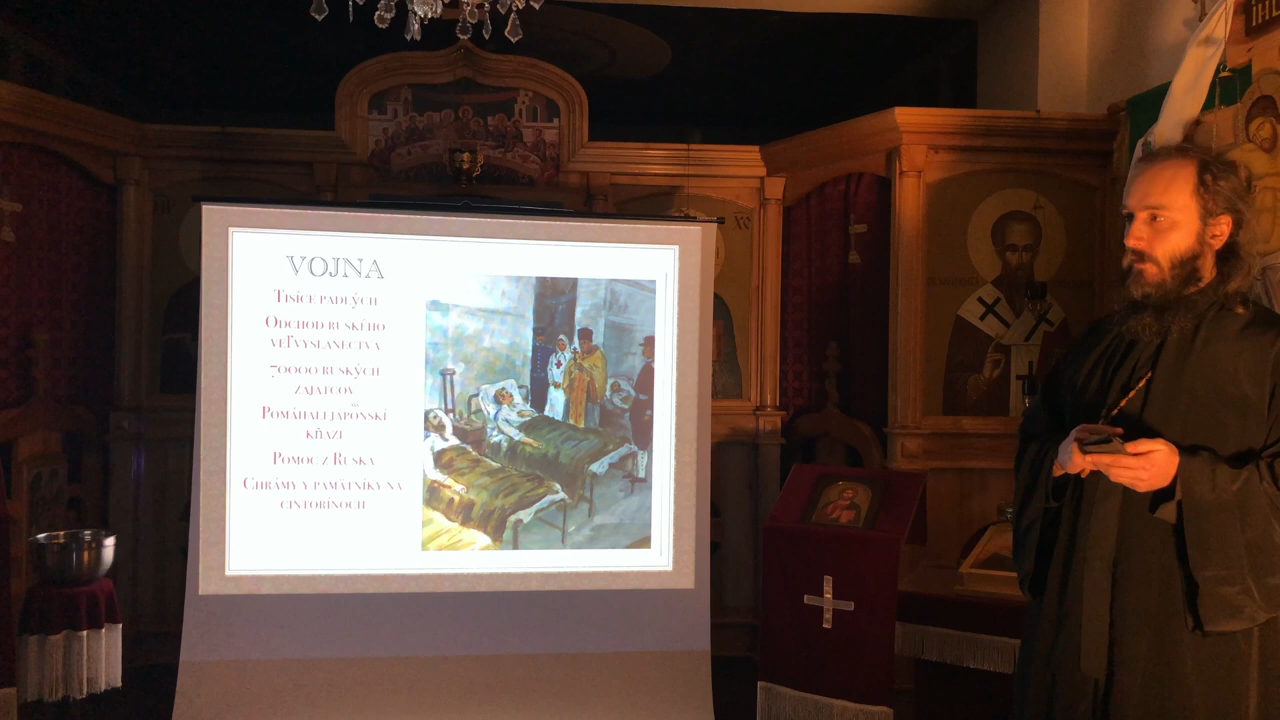 VOJNA
TISÍCE PADLÝCH
ODCHOD RUSKÉHO
VEĽVYSLANECTVA
70000 RUSKÝCH
ZAJATCOV
POMÁHALI JAPONSKÍ
KŇAZI
POMOC Z RUSKA
CHRÁMY V PAMÄTNÍKY NA
CINTORÍNOCH